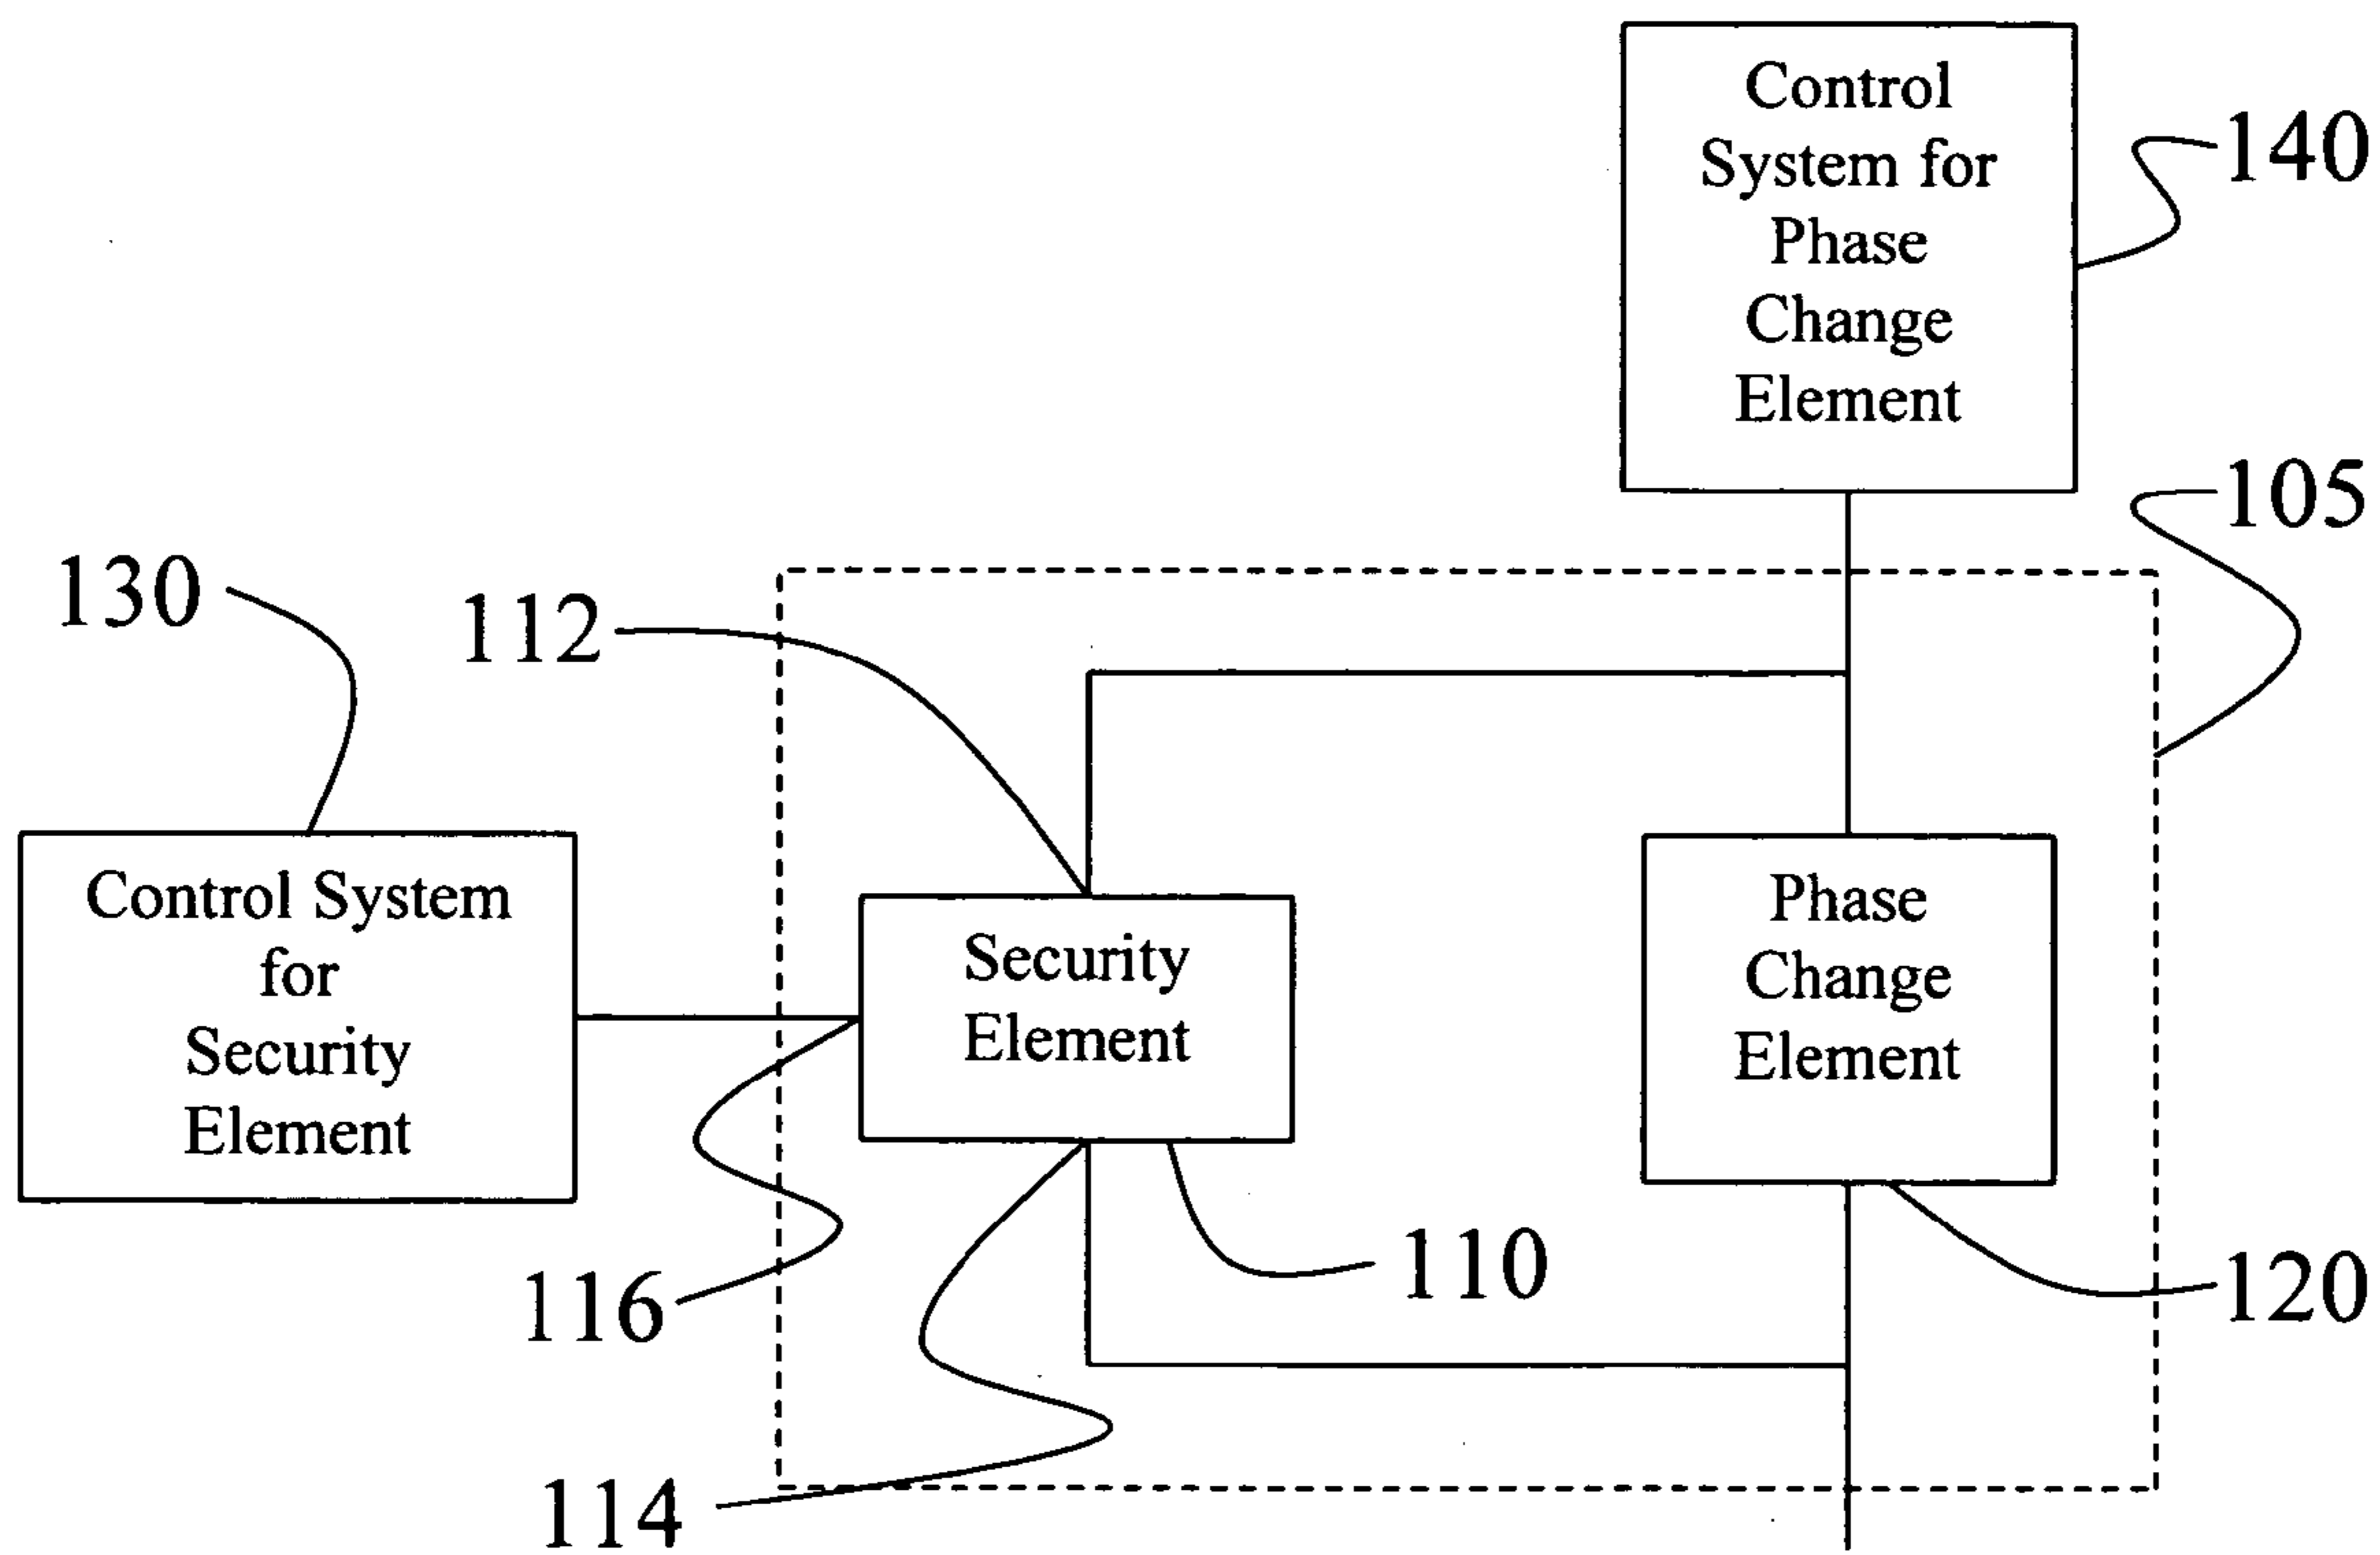 Control
System for
Phase
Change
Element
140
105
130
112
Control System
for
Security
Element
Security
Element
Phase
Change
Element
116
110
120
114